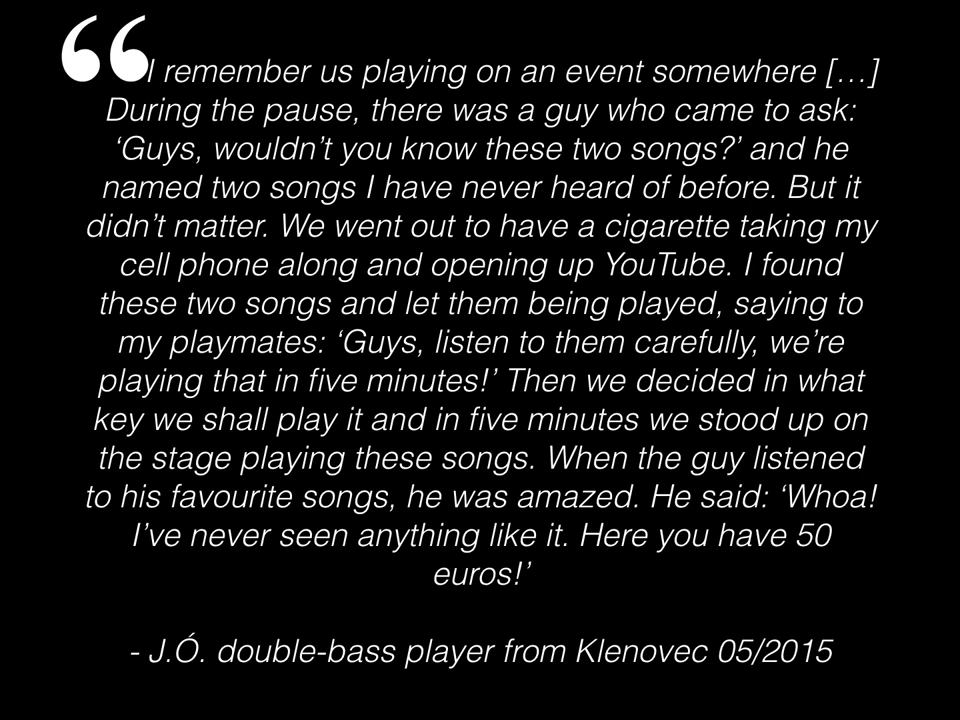 “I remember us playing on an event somewhere […]
During the pause, there was a guy who came to ask:
‘Guys, wouldn’t you know these two songs?’ and he
named two songs I have never heard of before. But it
didn’t matter. We went out to have a cigarette taking my
cell phone along and opening up YouTube. I found
these two songs and let them being played, saying to
my playmates: ‘Guys, listen to them carefully, we’re
playing that in five minutes!’ Then we decided in what
key we shall play it and in five minutes we stood up on
the stage playing these songs. When the guy listened
to his favourite songs, he was amazed. He said: ‘Whoa!
I’ve never seen anything like it. Here you have 50
euros!’
- J.Ó. double-bass player from Klenovec 05/2015